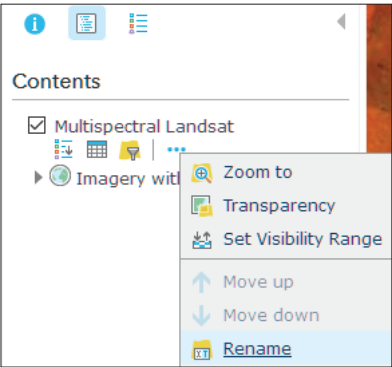 Contents
Multispectral Landsat
Imagery with
Zoom to
Transparency
Set Visibility Range
Move up
Move down
Rename